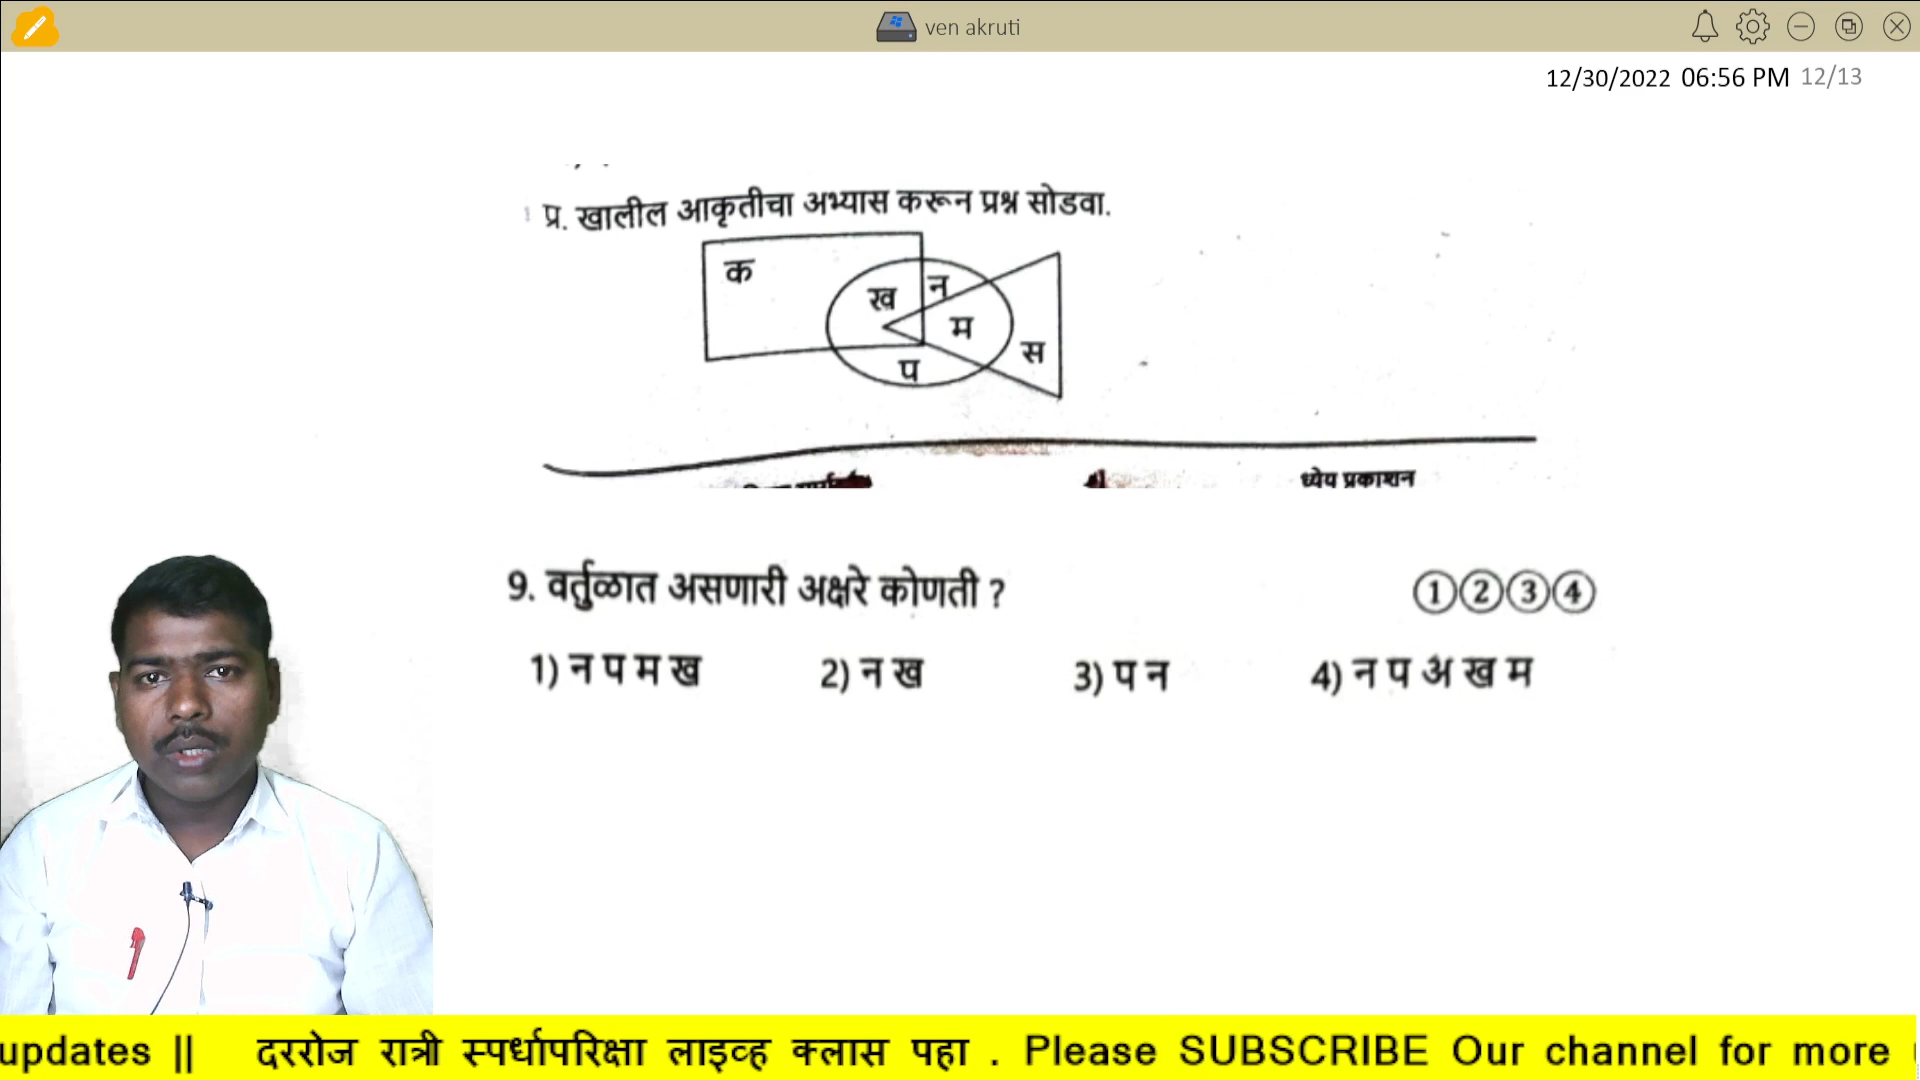 ven akruti
12/30/2022 06:56 PM 12/13
प्र. खालील आकृतीचा अभ्यास करून प्रश्न सोडवा.
क
ख
न
म
स
प
ध्येय प्रकाशन
9. वर्तुळात असणारी अक्षरे कोणती ?
① ② ③ ④
1) न प म ख 2) न ख 3) प न 4) न प अ ख म
updates || दररोज रात्री स्पर्धापरिक्षा लाइव्ह क्लास पहा . Please SUBSCRIBE Our channel for more